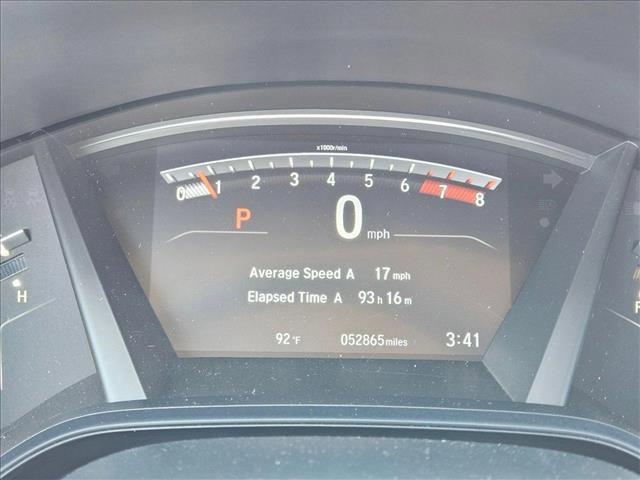 x1000r/min
0 1 2 3 4 5 6 7 8
P 0 mph
Average Speed A 17 mph
Elapsed Time A 93 h 16 m
H
92 °F 052865 miles 3:41